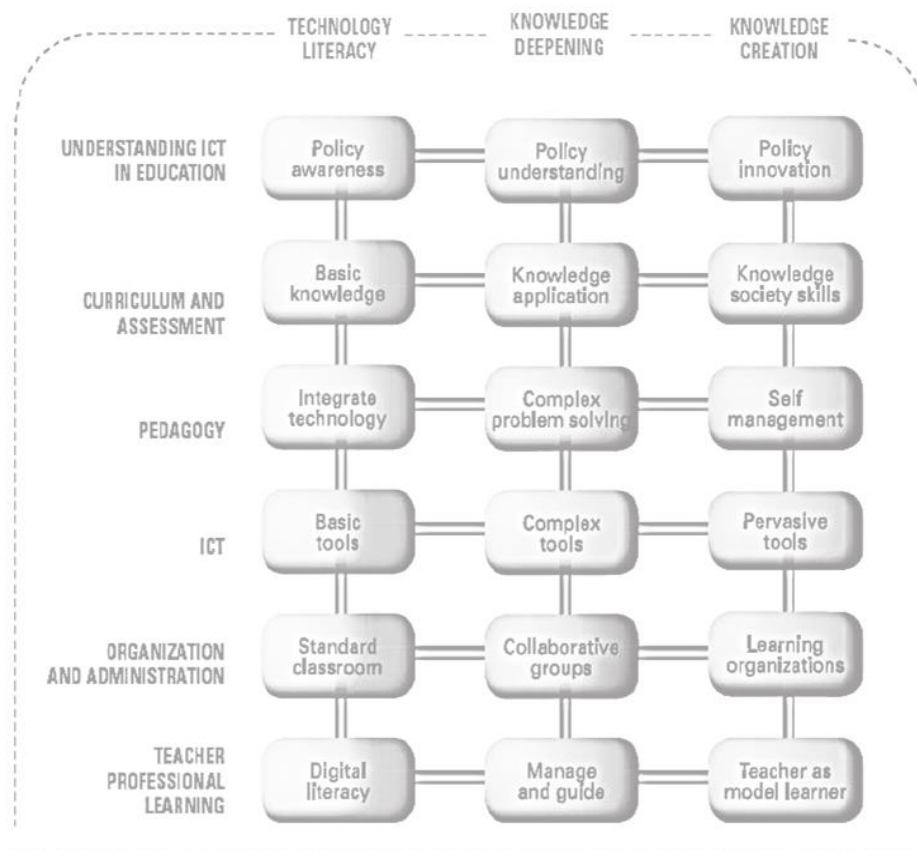 TECHNOLOGY
LITERACY
KNOWLEDGE
DEEPENING
KNOWLEDGE
CREATION
UNDERSTANDING ICT
IN EDUCATION
Policy
awareness
Policy
understanding
Policy
innovation
CURRICULUM AND
ASSESSMENT
Basic
knowledge
Knowledge
application
Knowledge
society skills
PEDAGOGY
Integrate
technology
Complex
problem solving
Self
management
ICT
Basic
tools
Complex
tools
Pervasive
tools
ORGANIZATION
AND ADMINISTRATION
Standard
classroom
Collaborative
groups
Learning
organizations
TEACHER
PROFESSIONAL
LEARNING
Digital
literacy
Manage
and guide
Teacher as
model learner